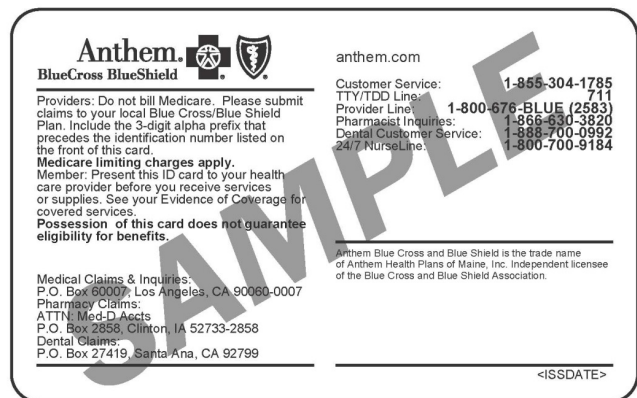 Anthem.
BlueCross BlueShield
Providers: Do not bill Medicare. Please submit
claims to your local Blue Cross/Blue Shield
Plan. Include the 3-digit alpha prefix that
precedes the identification number listed on
the front of this card.
Medicare limiting charges apply.
Member: Present this ID card to your health
care provider before you receive services
or supplies. See your Evidence of Coverage for
covered services.
Possession of this card does not guarantee
eligibility for benefits.
Medical Claims & Inquiries:
P.O. Box 60007, Los Angeles, CA 90060-0007
Pharmacy Claims:
ATTN: Med-D Accts
P.O. Box 2858, Clinton, IA 52733-2858
Dental Claims:
P.O. Box 27419, Santa Ana, CA 92799
anthem.com
Customer Service: 1-855-304-1785
TTY/TDD Line: 711
Provider Line: 1-800-676-BLUE (2583)
Pharmacist Inquiries: 1-866-630-3820
Dental Customer Service: 1-888-700-0992
24/7 NurseLine: 1-800-700-9184
Anthem Blue Cross and Blue Shield is the trade name
of Anthem Health Plans of Maine, Inc. Independent licensee
of the Blue Cross and Blue Shield Association.
<ISSDATE>
SAMPLE